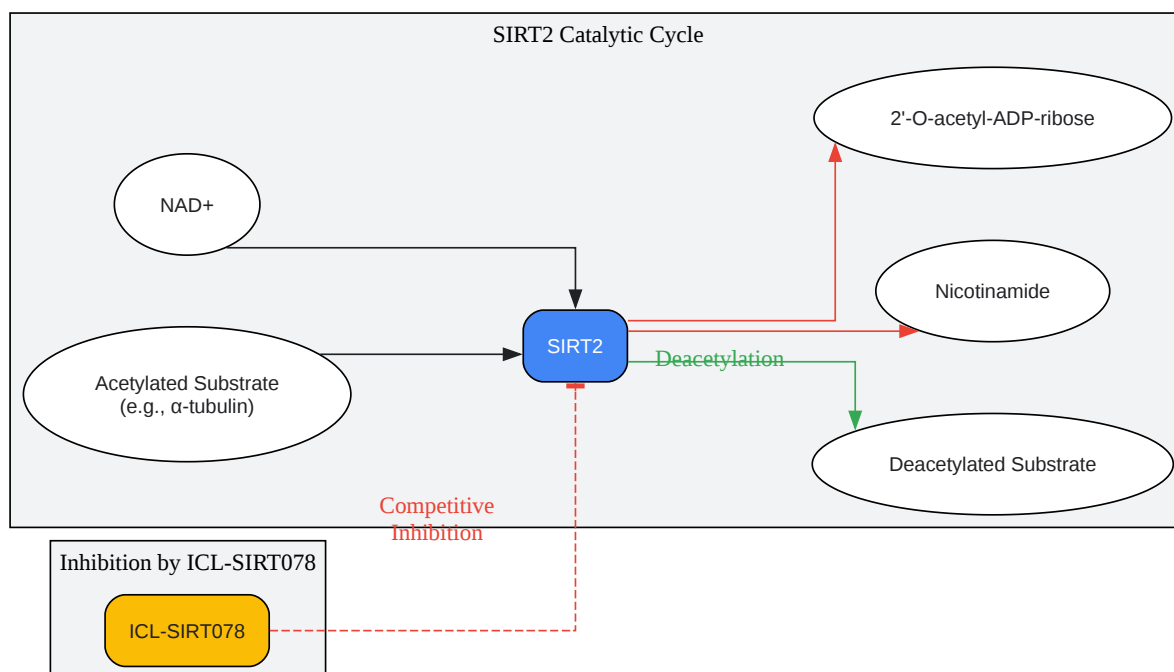 SIRT2 Catalytic Cycle
2'-O-acetyl-ADP-ribose
NAD+
Nicotinamide
SIRT2
Deacetylation
Acetylated Substrate
(e.g., α-tubulin)
Deacetylated Substrate
Competitive
Inhibition
Inhibition by ICL-SIRT078
ICL-SIRT078